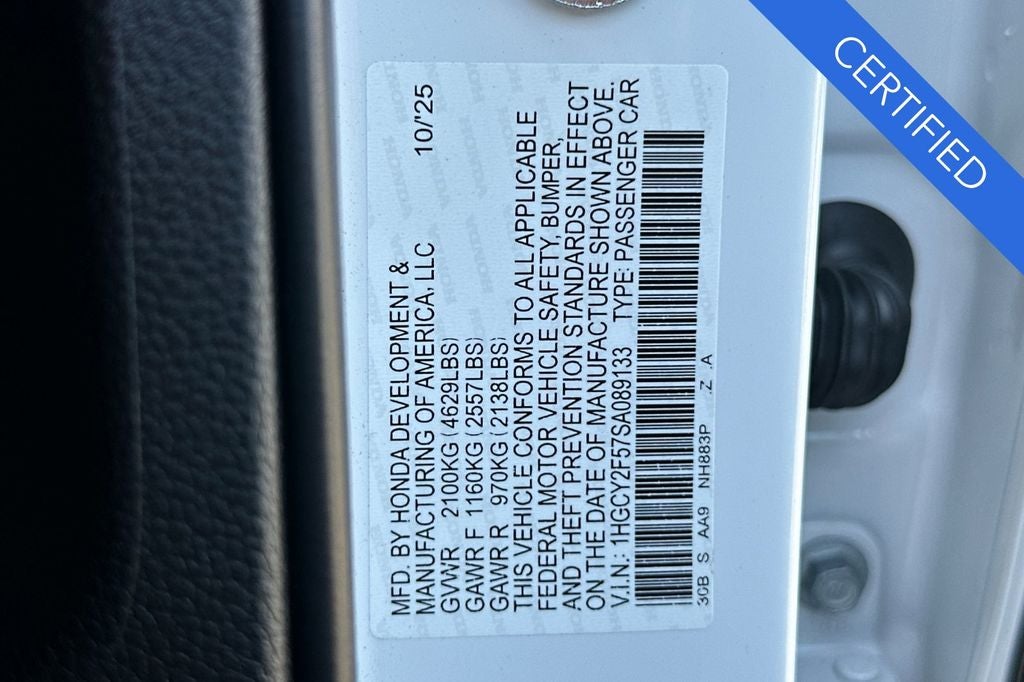 CERTIFIED
MFD. BY HONDA DEVELOPMENT &
MANUFACTURING OF AMERICA, LLC 10/'25
GVWR 2100KG (4629LBS)
GAWR F 1160KG (2557LBS)
GAWR R 970KG (2138LBS)
THIS VEHICLE CONFORMS TO ALL APPLICABLE
FEDERAL MOTOR VEHICLE SAFETY, BUMPER,
AND THEFT PREVENTION STANDARDS IN EFFECT
ON THE DATE OF MANUFACTURE SHOWN ABOVE.
V.I.N.: 1HGCY2F57SA089133 TYPE: PASSENGER CAR
30B S AA9 NH883P .Z .A